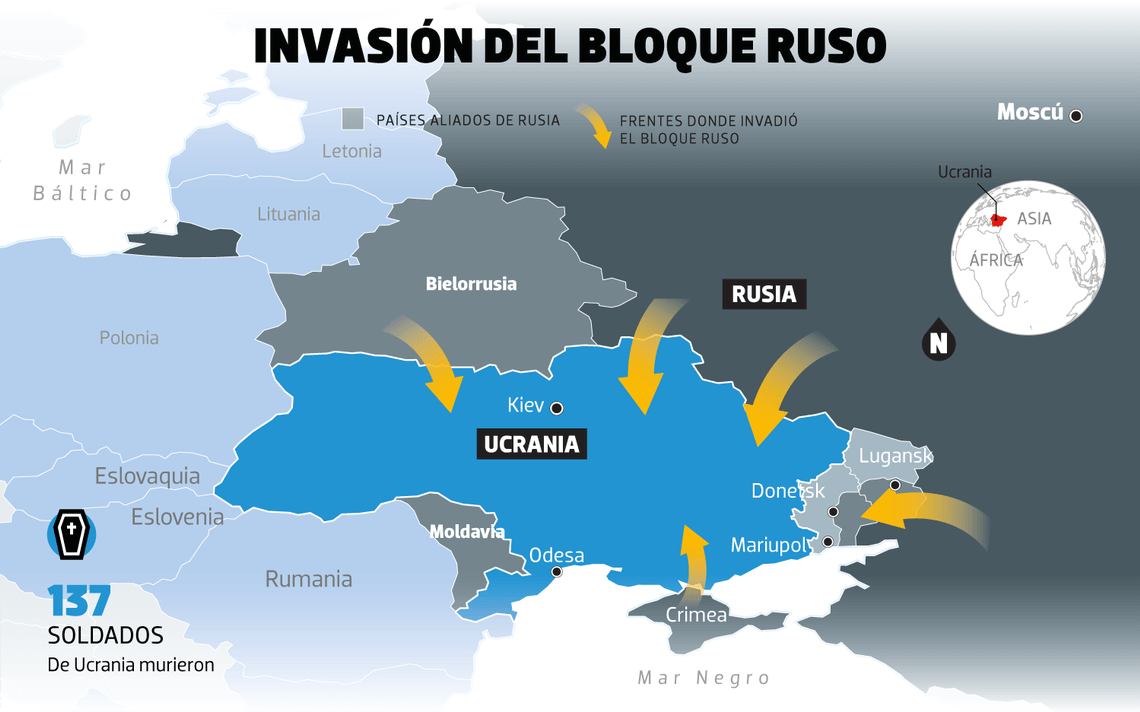 INVASIÓN DEL BLOQUE RUSO
PAÍSES ALIADOS DE RUSIA
FRENTES DONDE INVADIÓ
EL BLOQUE RUSO
Moscú
Mar
Báltico
Letonia
Lituania
Ucrania
ASIA
ÁFRICA
Bielorrusia
RUSIA
N
Polonia
Kiev
UCRANIA
Lugansk
Eslovaquia
Donetsk
Eslovenia
Moldavia
Mariupol
Odesa
Rumania
137
SOLDADOS
De Ucrania murieron
Crimea
Mar Negro